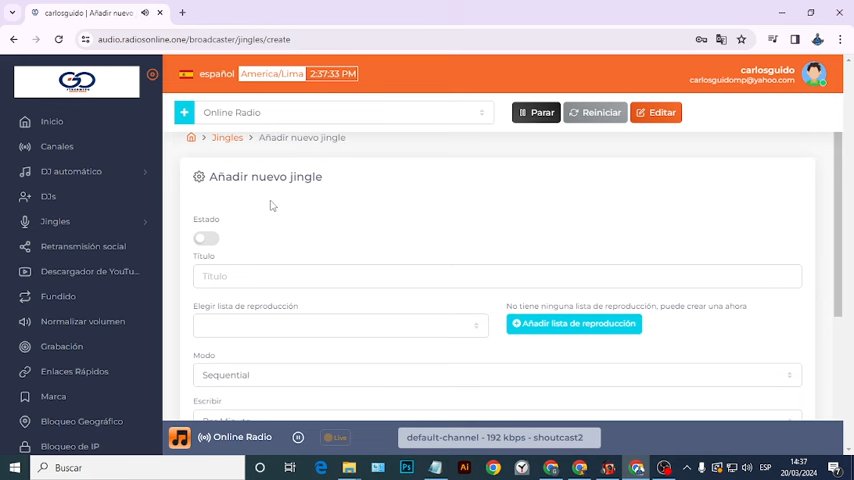 carlosguido | Añadir nuevo
audio.radiosonline.one/broadcaster/jingles/create
GO
español America/Lima 2:37:33 PM
carlosguido
carlosguidomp@yahoo.com
Online Radio
Parar
Reiniciar
Editar
Inicio
Canales
DJ automático
DJs
Jingles
Retransmisión social
Descargador de YouTu...
Fundido
Normalizar volumen
Grabación
Enlaces Rápidos
Marca
Bloqueo Geográfico
Bloqueo de IP
Jingles > Añadir nuevo jingle
Añadir nuevo jingle
Estado
Título
Título
Elegir lista de reproducción
No tiene ninguna lista de reproducción, puede crear una ahora
Añadir lista de reproducción
Modo
Sequential
Escribir
Online Radio
Live
default-channel - 192 kbps - shoutcast2
Buscar
ESP
14:37
20/03/2024